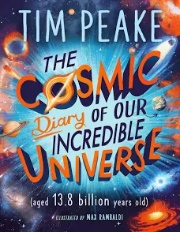 TIM PEAKE
THE
COSMIC
Diary OF OUR
INCREDIBLE
UNIVERSE
(aged 13.8 billion years old)
ILLUSTRATED BY MAX RAMBALDI